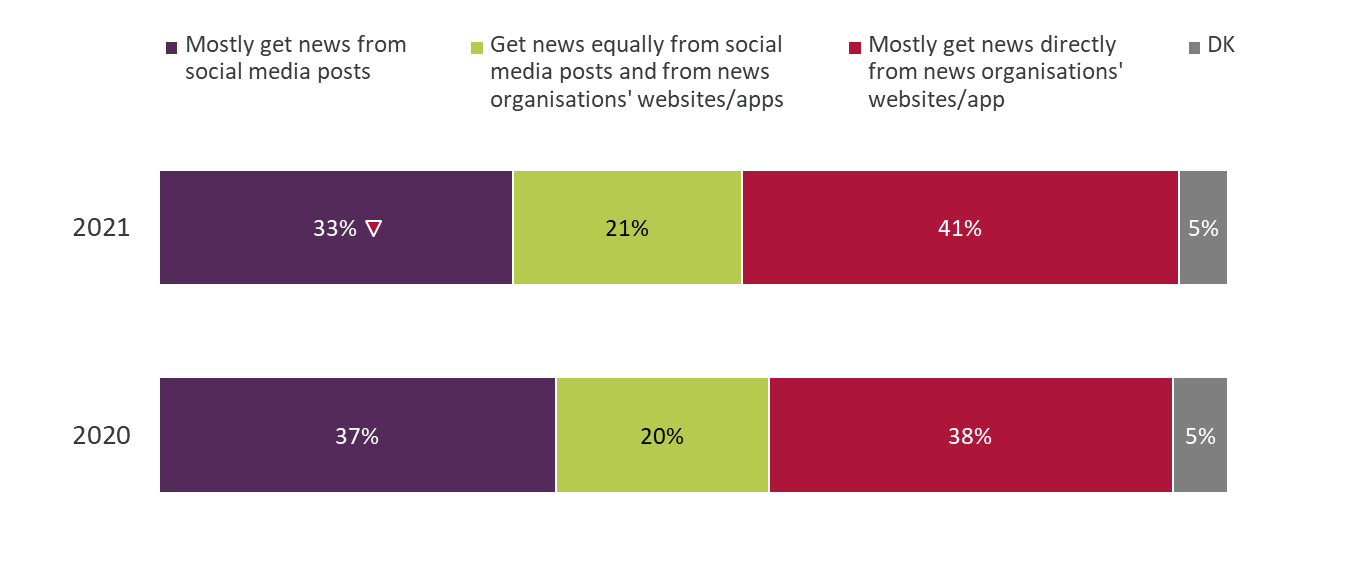 Mostly get news from
social media posts
Get news equally from social
media posts and from news
organisations' websites/apps
Mostly get news directly
from news organisations'
websites/app
DK
2021
33%
21%
41%
5%
2020
37%
20%
38%
5%